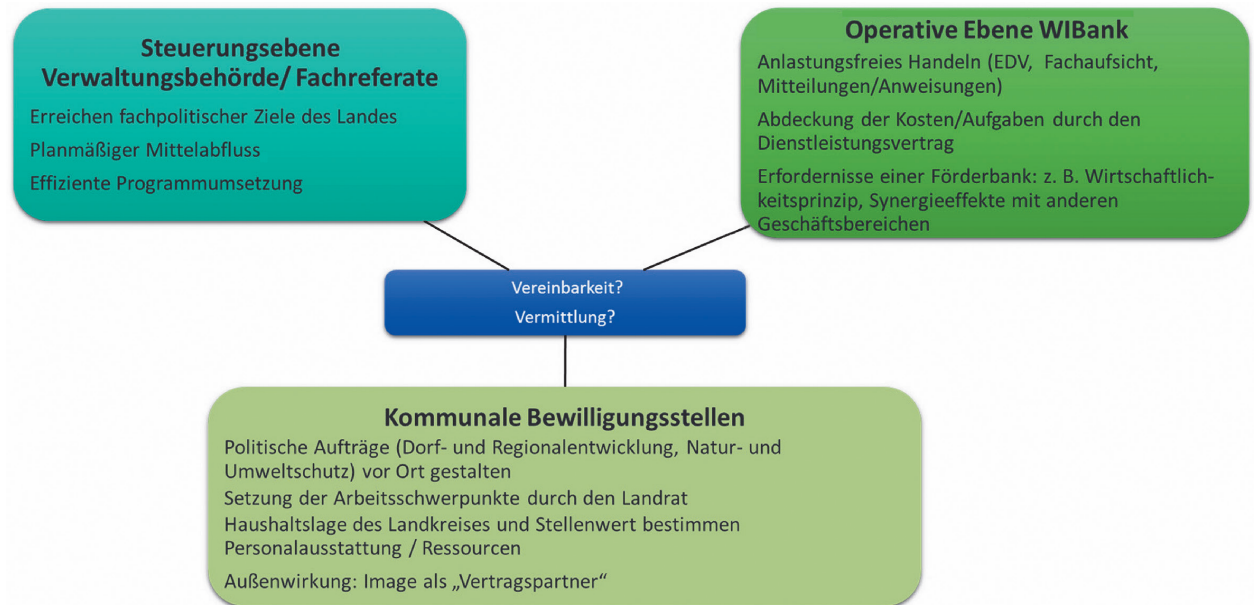 Steuerungsebene
Verwaltungsbehörde/ Fachreferate
Erreichen fachpolitischer Ziele des Landes
Planmäßiger Mittelabfluss
Effiziente Programmumsetzung
Operative Ebene WIBank
Anlastungsfreies Handeln (EDV, Fachaufsicht,
Mitteilungen/Anweisungen)
Abdeckung der Kosten/Aufgaben durch den
Dienstleistungsvertrag
Erfordernisse einer Förderbank: z. B. Wirtschaftlich-
keitsprinzip, Synergieeffekte mit anderen
Geschäftsbereichen
Vereinbarkeit?
Vermittlung?
Kommunale Bewilligungsstellen
Politische Aufträge (Dorf- und Regionalentwicklung, Natur- und
Umweltschutz) vor Ort gestalten
Setzung der Arbeitsschwerpunkte durch den Landrat
Haushaltslage des Landkreises und Stellenwert bestimmen
Personalausstattung / Ressourcen
Außenwirkung: Image als „Vertragspartner“